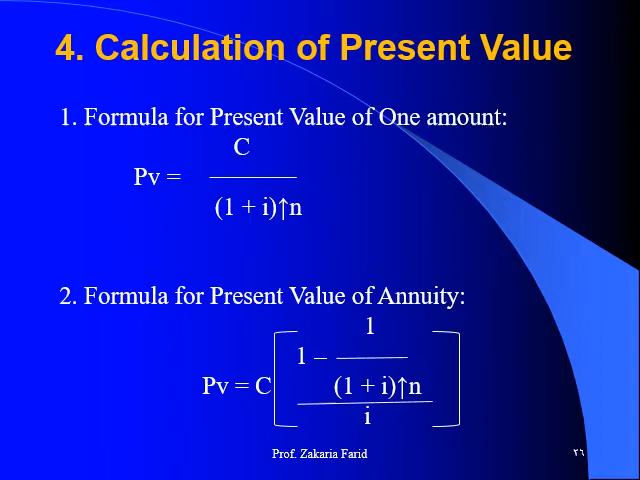 4. Calculation of Present Value
1. Formula for Present Value of One amount:
C
Pv =
(1 + i)↑n
2. Formula for Present Value of Annuity:
1
1 –
Pv = C (1 + i)↑n
i
Prof. Zakaria Farid
٢٦